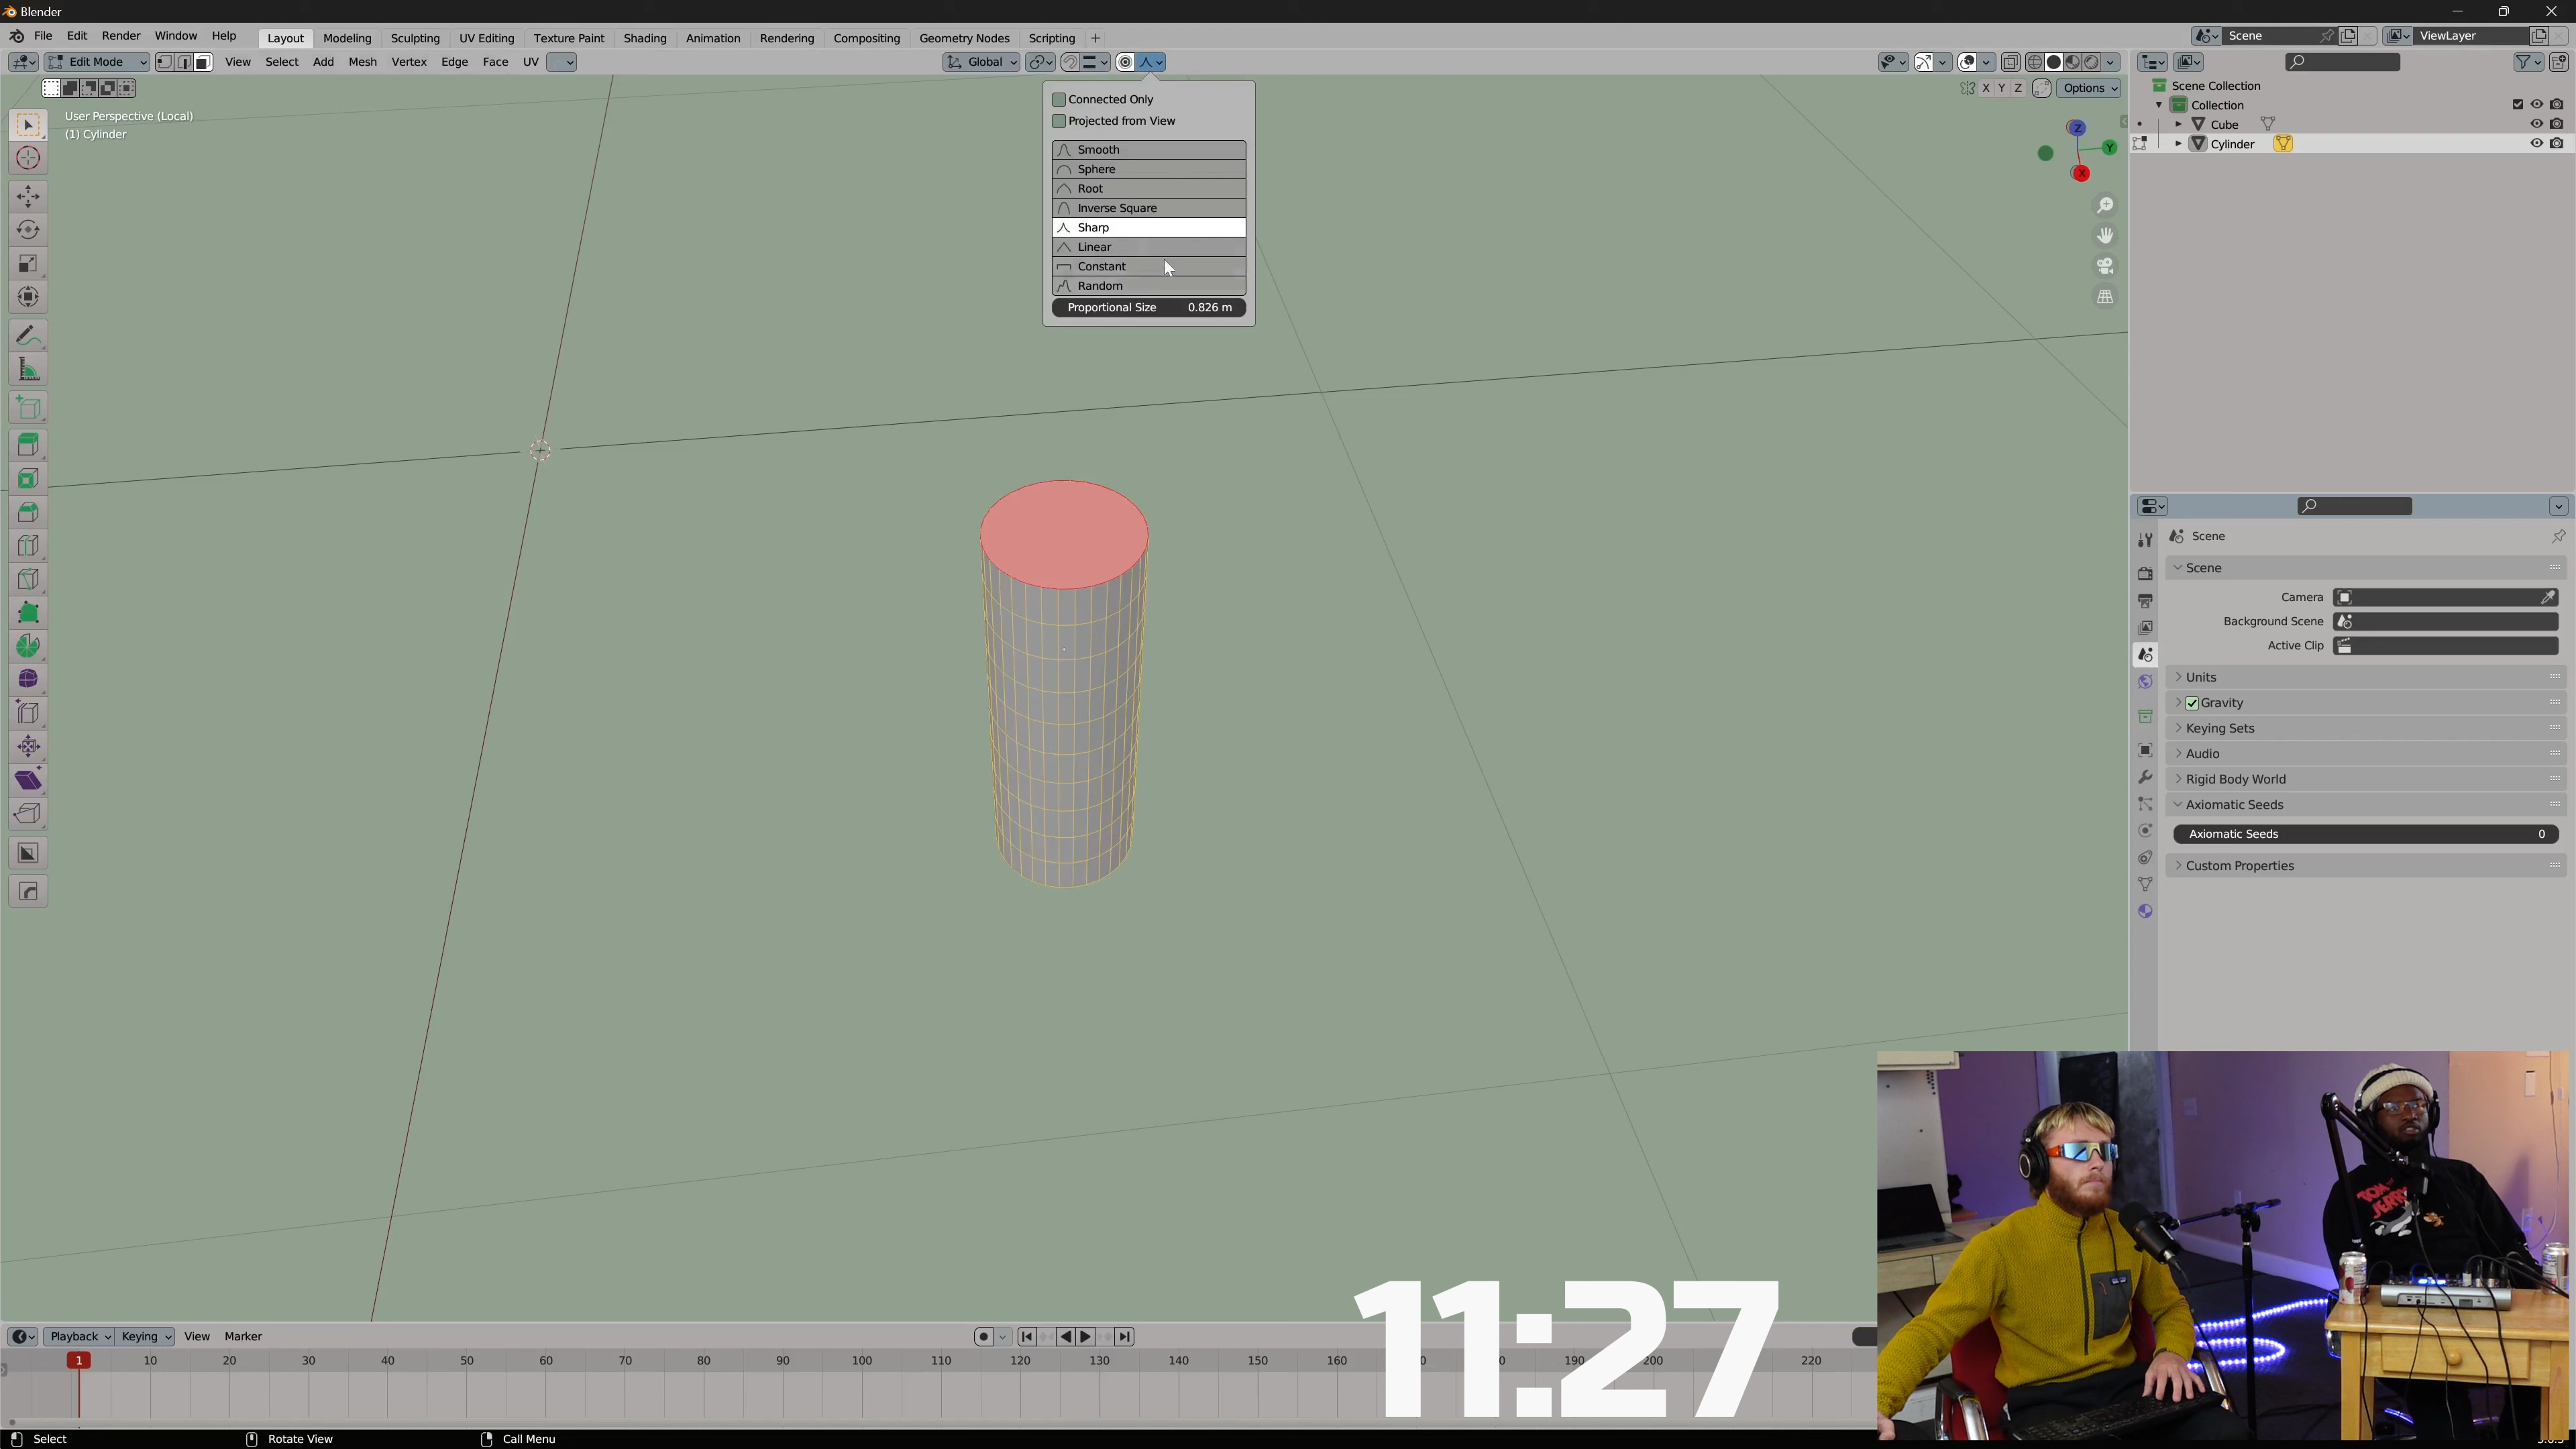 Blender
File Edit Render Window Help Layout Modeling Sculpting UV Editing Texture Paint Shading Animation Rendering Compositing Geometry Nodes Scripting + Scene ViewLayer
Edit Mode View Select Add Mesh Vertex Edge Face UV Global
X Y Z Options
User Perspective (Local)
(1) Cylinder
Connected Only
Projected from View
Smooth
Sphere
Root
Inverse Square
Sharp
Linear
Constant
Random
Proportional Size 0.826 m
Z
Y
X
Scene Collection
Collection
Cube
Cylinder
Scene
Scene
Camera
Background Scene
Active Clip
Units
Gravity
Keying Sets
Audio
Rigid Body World
Axiomatic Seeds
Axiomatic Seeds 0
Custom Properties
TOM
JERRY
11:27
Playback Keying View Marker
1 10 20 30 40 50 60 70 80 90 100 110 120 130 140 150 160 0 0 190 200 220
Select Rotate View Call Menu